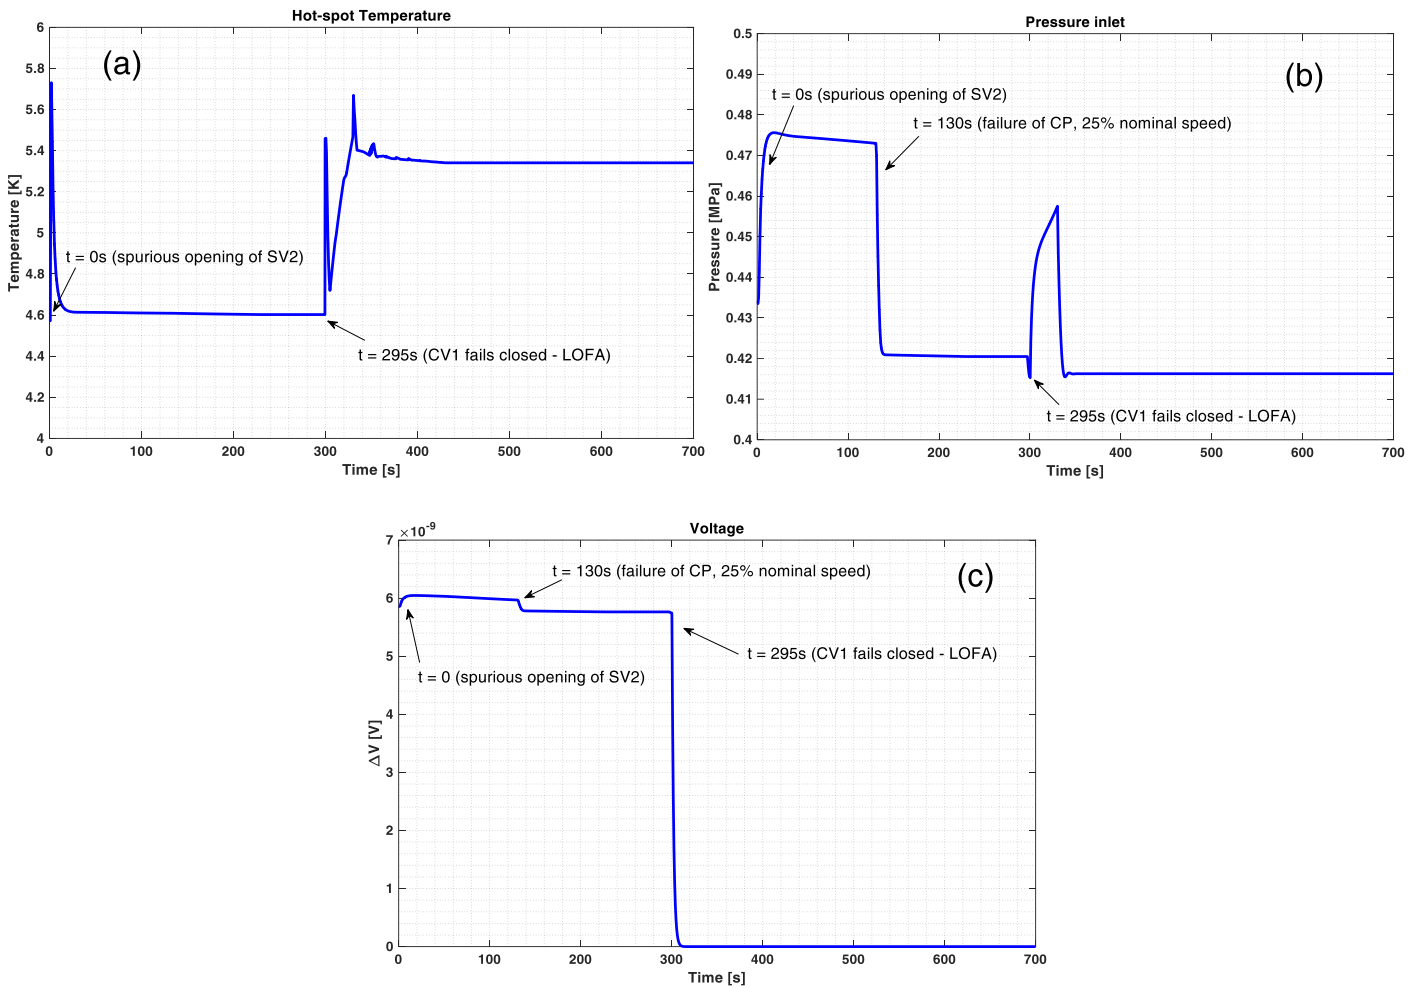 Hot-spot Temperature
(a)
6
5.8
5.6
5.4
5.2
5
4.8
4.6
4.4
4.2
4
Temperature [K]
t = 0s (spurious opening of SV2)
t = 295s (CV1 fails closed - LOFA)
0 100 200 300 400 500 600 700
Time [s]
Pressure inlet
(b)
0.5
0.49
0.48
0.47
0.46
0.45
0.44
0.43
0.42
0.41
0.4
Pressure [MPa]
t = 0s (spurious opening of SV2)
t = 130s (failure of CP, 25% nominal speed)
t = 295s (CV1 fails closed - LOFA)
0 100 200 300 400 500 600 700
Time [s]
Voltage
(c)
×10⁻⁹
7
6
5
4
3
2
1
0
ΔV [V]
t = 130s (failure of CP, 25% nominal speed)
t = 295s (CV1 fails closed - LOFA)
t = 0 (spurious opening of SV2)
0 100 200 300 400 500 600 700
Time [s]